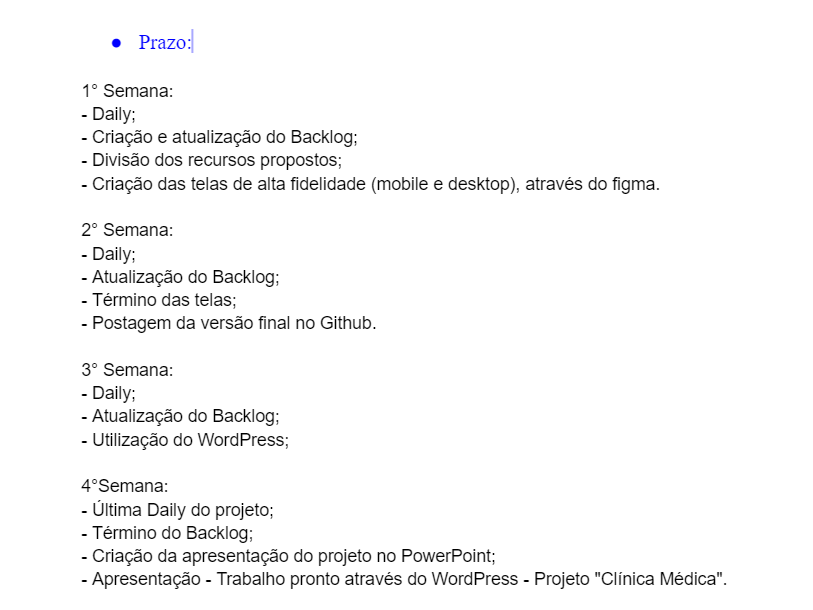 ● Prazo:
1° Semana:
- Daily;
- Criação e atualização do Backlog;
- Divisão dos recursos propostos;
- Criação das telas de alta fidelidade (mobile e desktop), através do figma.
2° Semana:
- Daily;
- Atualização do Backlog;
- Término das telas;
- Postagem da versão final no Github.
3° Semana:
- Daily;
- Atualização do Backlog;
- Utilização do WordPress;
4°Semana:
- Última Daily do projeto;
- Término do Backlog;
- Criação da apresentação do projeto no PowerPoint;
- Apresentação - Trabalho pronto através do WordPress - Projeto "Clínica Médica".